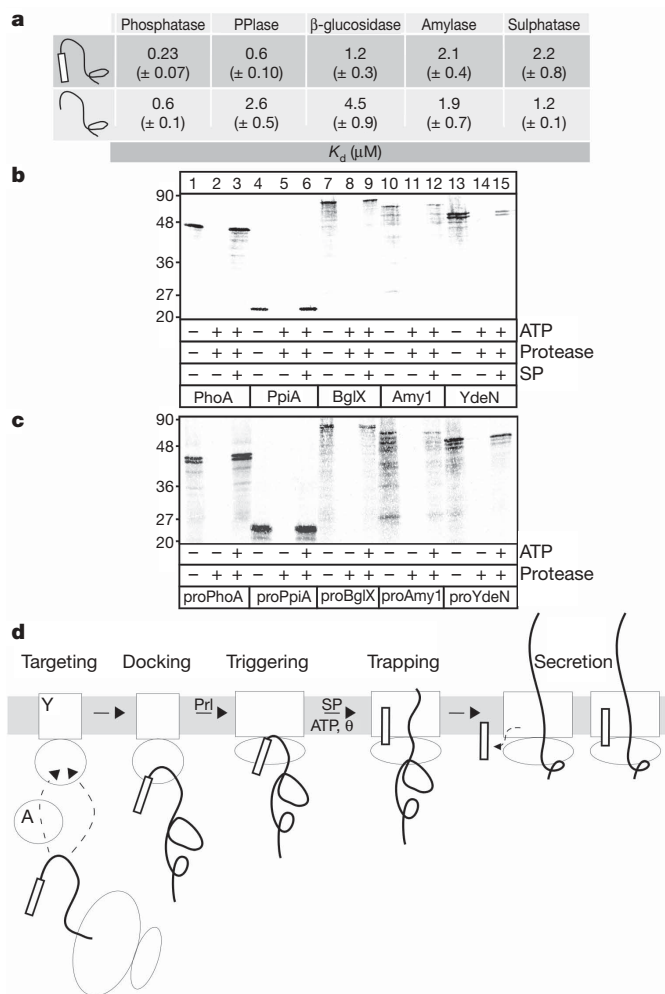 a
Phosphatase PPlase β-glucosidase Amylase Sulphatase
0.23 0.6 1.2 2.1 2.2
(± 0.07) (± 0.10) (± 0.3) (± 0.4) (± 0.8)
0.6 2.6 4.5 1.9 1.2
(± 0.1) (± 0.5) (± 0.9) (± 0.7) (± 0.1)
Kd (μM)
b
1 2 3 4 5 6 7 8 9 10 11 12 13 14 15
90
48
36
27
20
− + + − + + − + + − + + − + + ATP
− + + − + + − + + − + + − + + Protease
− − + − − + − − + − − + − − + SP
PhoA PpiA BglX Amy1 YdeN
c
90
48
36
27
20
− − + − − + − − + − − + − − + ATP
− + + − + + − + + − + + − + + Protease
proPhoA proPpiA proBglX proAmy1 proYdeN
d
Targeting Docking Triggering Trapping Secretion
Y Prl SP
ATP, θ
A